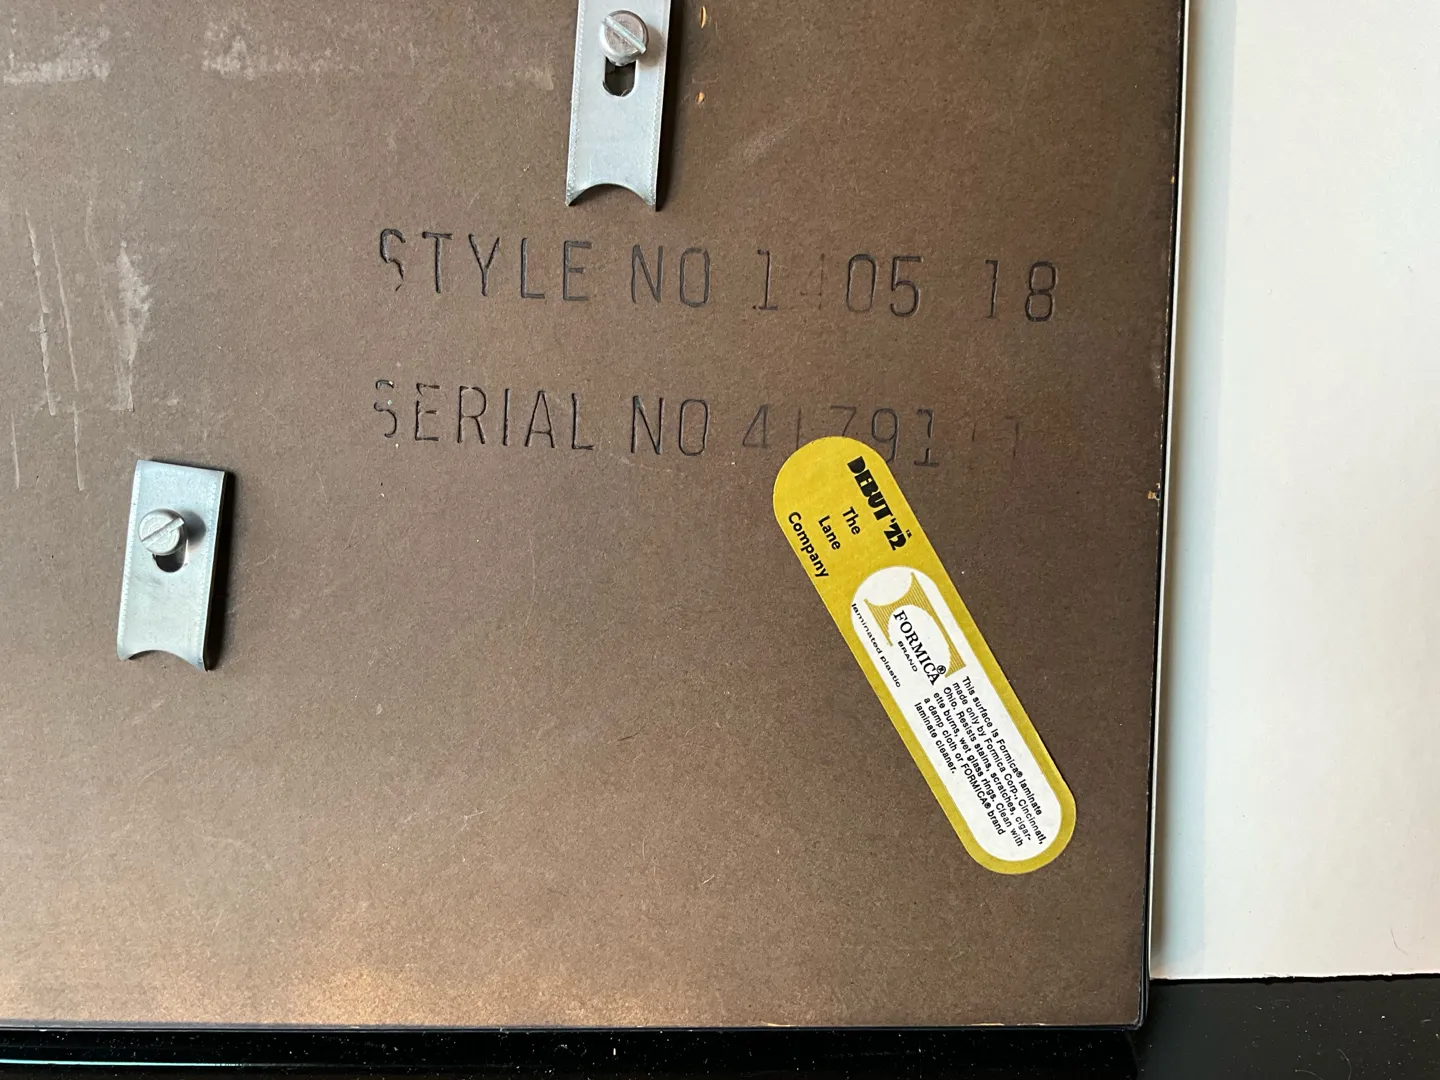 STYLE NO 1405 18
SERIAL NO
DEBUT '72™
The
Lane
Company
FORMICA®
BRAND
laminated plastic
This surface is Formica® laminate
made only by Formica Corp., Cincinnati,
Ohio. Resists stains, scratches, cigar-
ette burns, wet glass rings. Clean with
a damp cloth or FORMICA® brand
laminate cleaner.